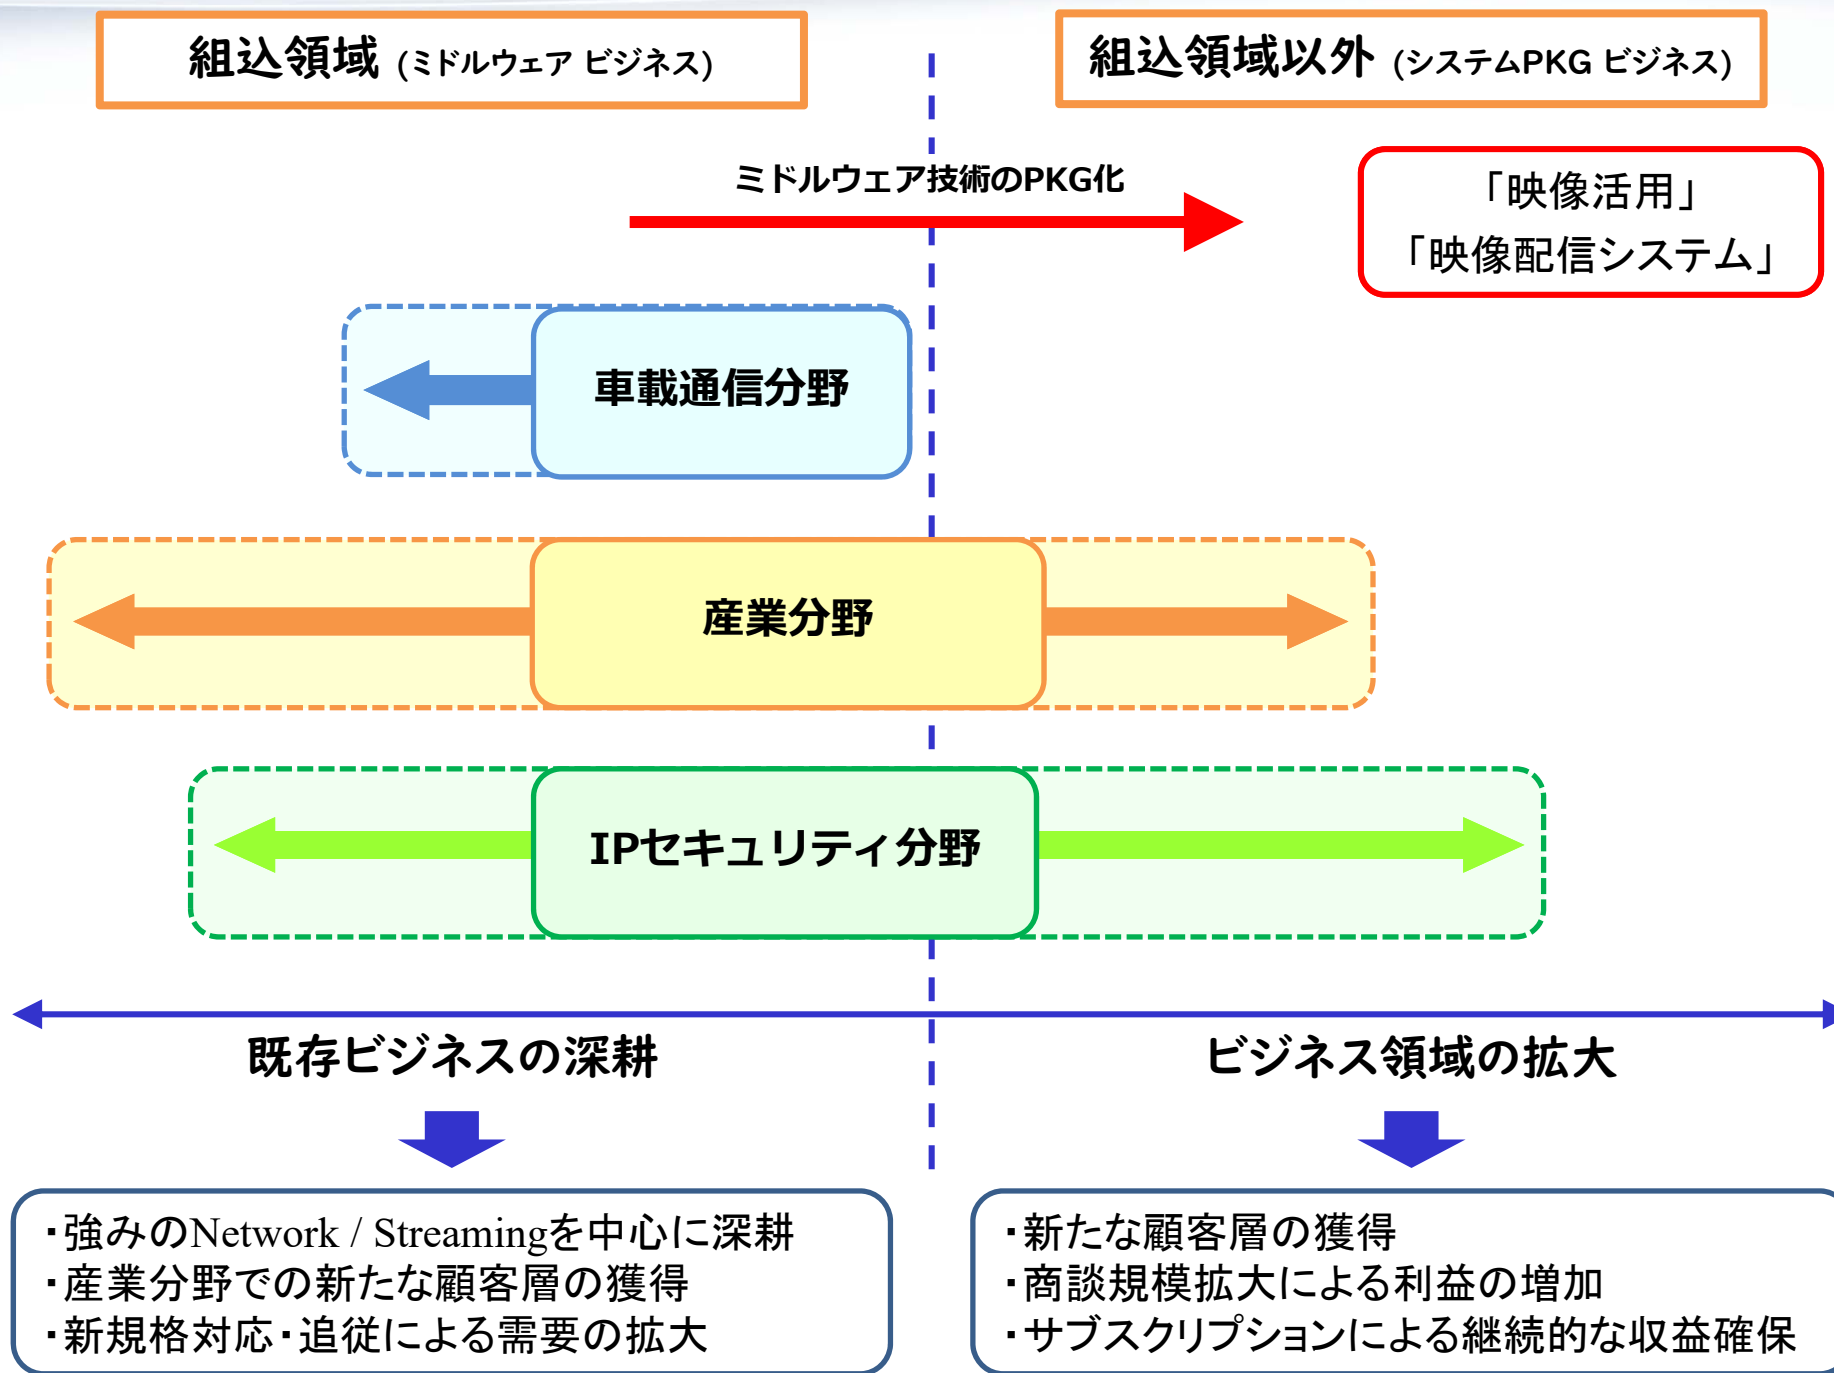 組込領域 (ミドルウェア ビジネス)
組込領域以外 (システムPKG ビジネス)
ミドルウェア技術のPKG化
「映像活用」
「映像配信システム」
車載通信分野
産業分野
IPセキュリティ分野
既存ビジネスの深耕
ビジネス領域の拡大
・強みのNetwork / Streamingを中心に深耕
・産業分野での新たな顧客層の獲得
・新規格対応・追従による需要の拡大
・新たな顧客層の獲得
・商談規模拡大による利益の増加
・サブスクリプションによる継続的な収益確保